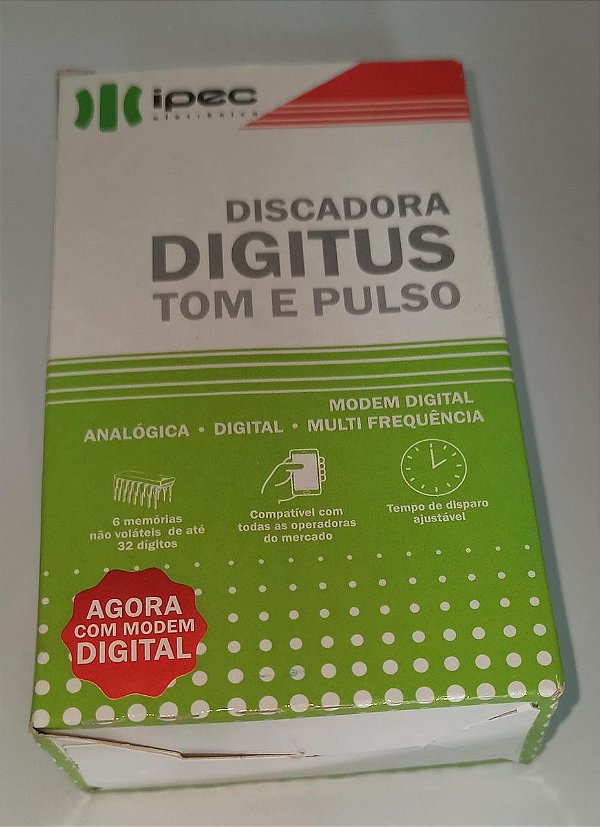 ipec
eletrônica
DISCADORA
DIGITUS
TOM E PULSO
MODEM DIGITAL
ANALÓGICA • DIGITAL • MULTI FREQUÊNCIA
6 memórias
não voláteis de até
32 dígitos
Compatível com
todas as operadoras
do mercado
Tempo de disparo
ajustável
AGORA
COM MODEM
DIGITAL